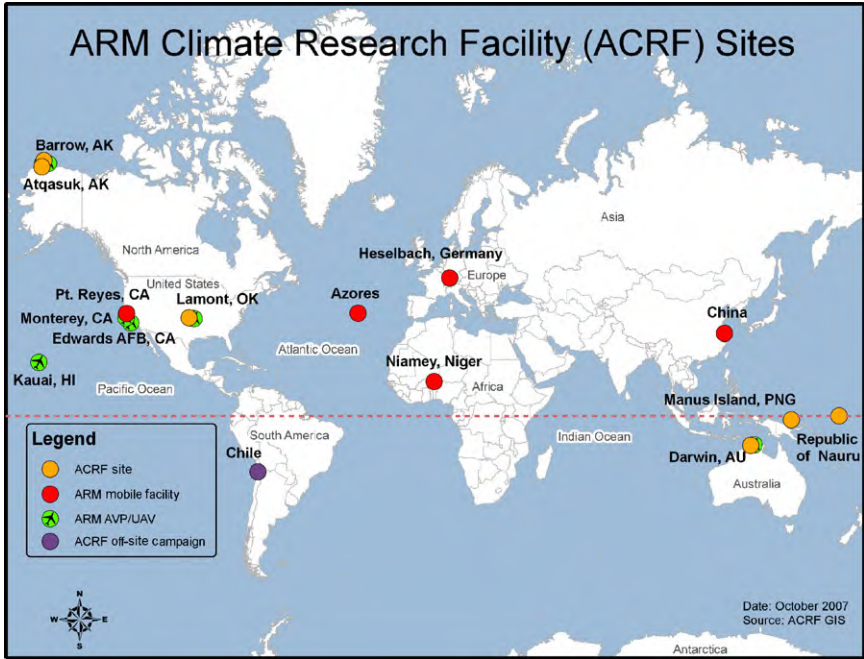 ARM Climate Research Facility (ACRF) Sites
Barrow, AK
Atqasuk, AK
Asia
North America
Heselbach, Germany
Europe
United States
Pt. Reyes, CA
Lamont, OK
Azores
China
Monterey, CA
Edwards AFB, CA
Atlantic Ocean
Niamey, Niger
Kauai, HI
Pacific Ocean
Africa
Manus Island, PNG
Legend
South America
Indian Ocean
Republic
of Nauru
Chile
Darwin, AU
ACRF site
Australia
ARM mobile facility
ARM AVP/UAV
ACRF off-site campaign
N
W E
S
Date: October 2007
Source: ACRF GIS
Antarctica